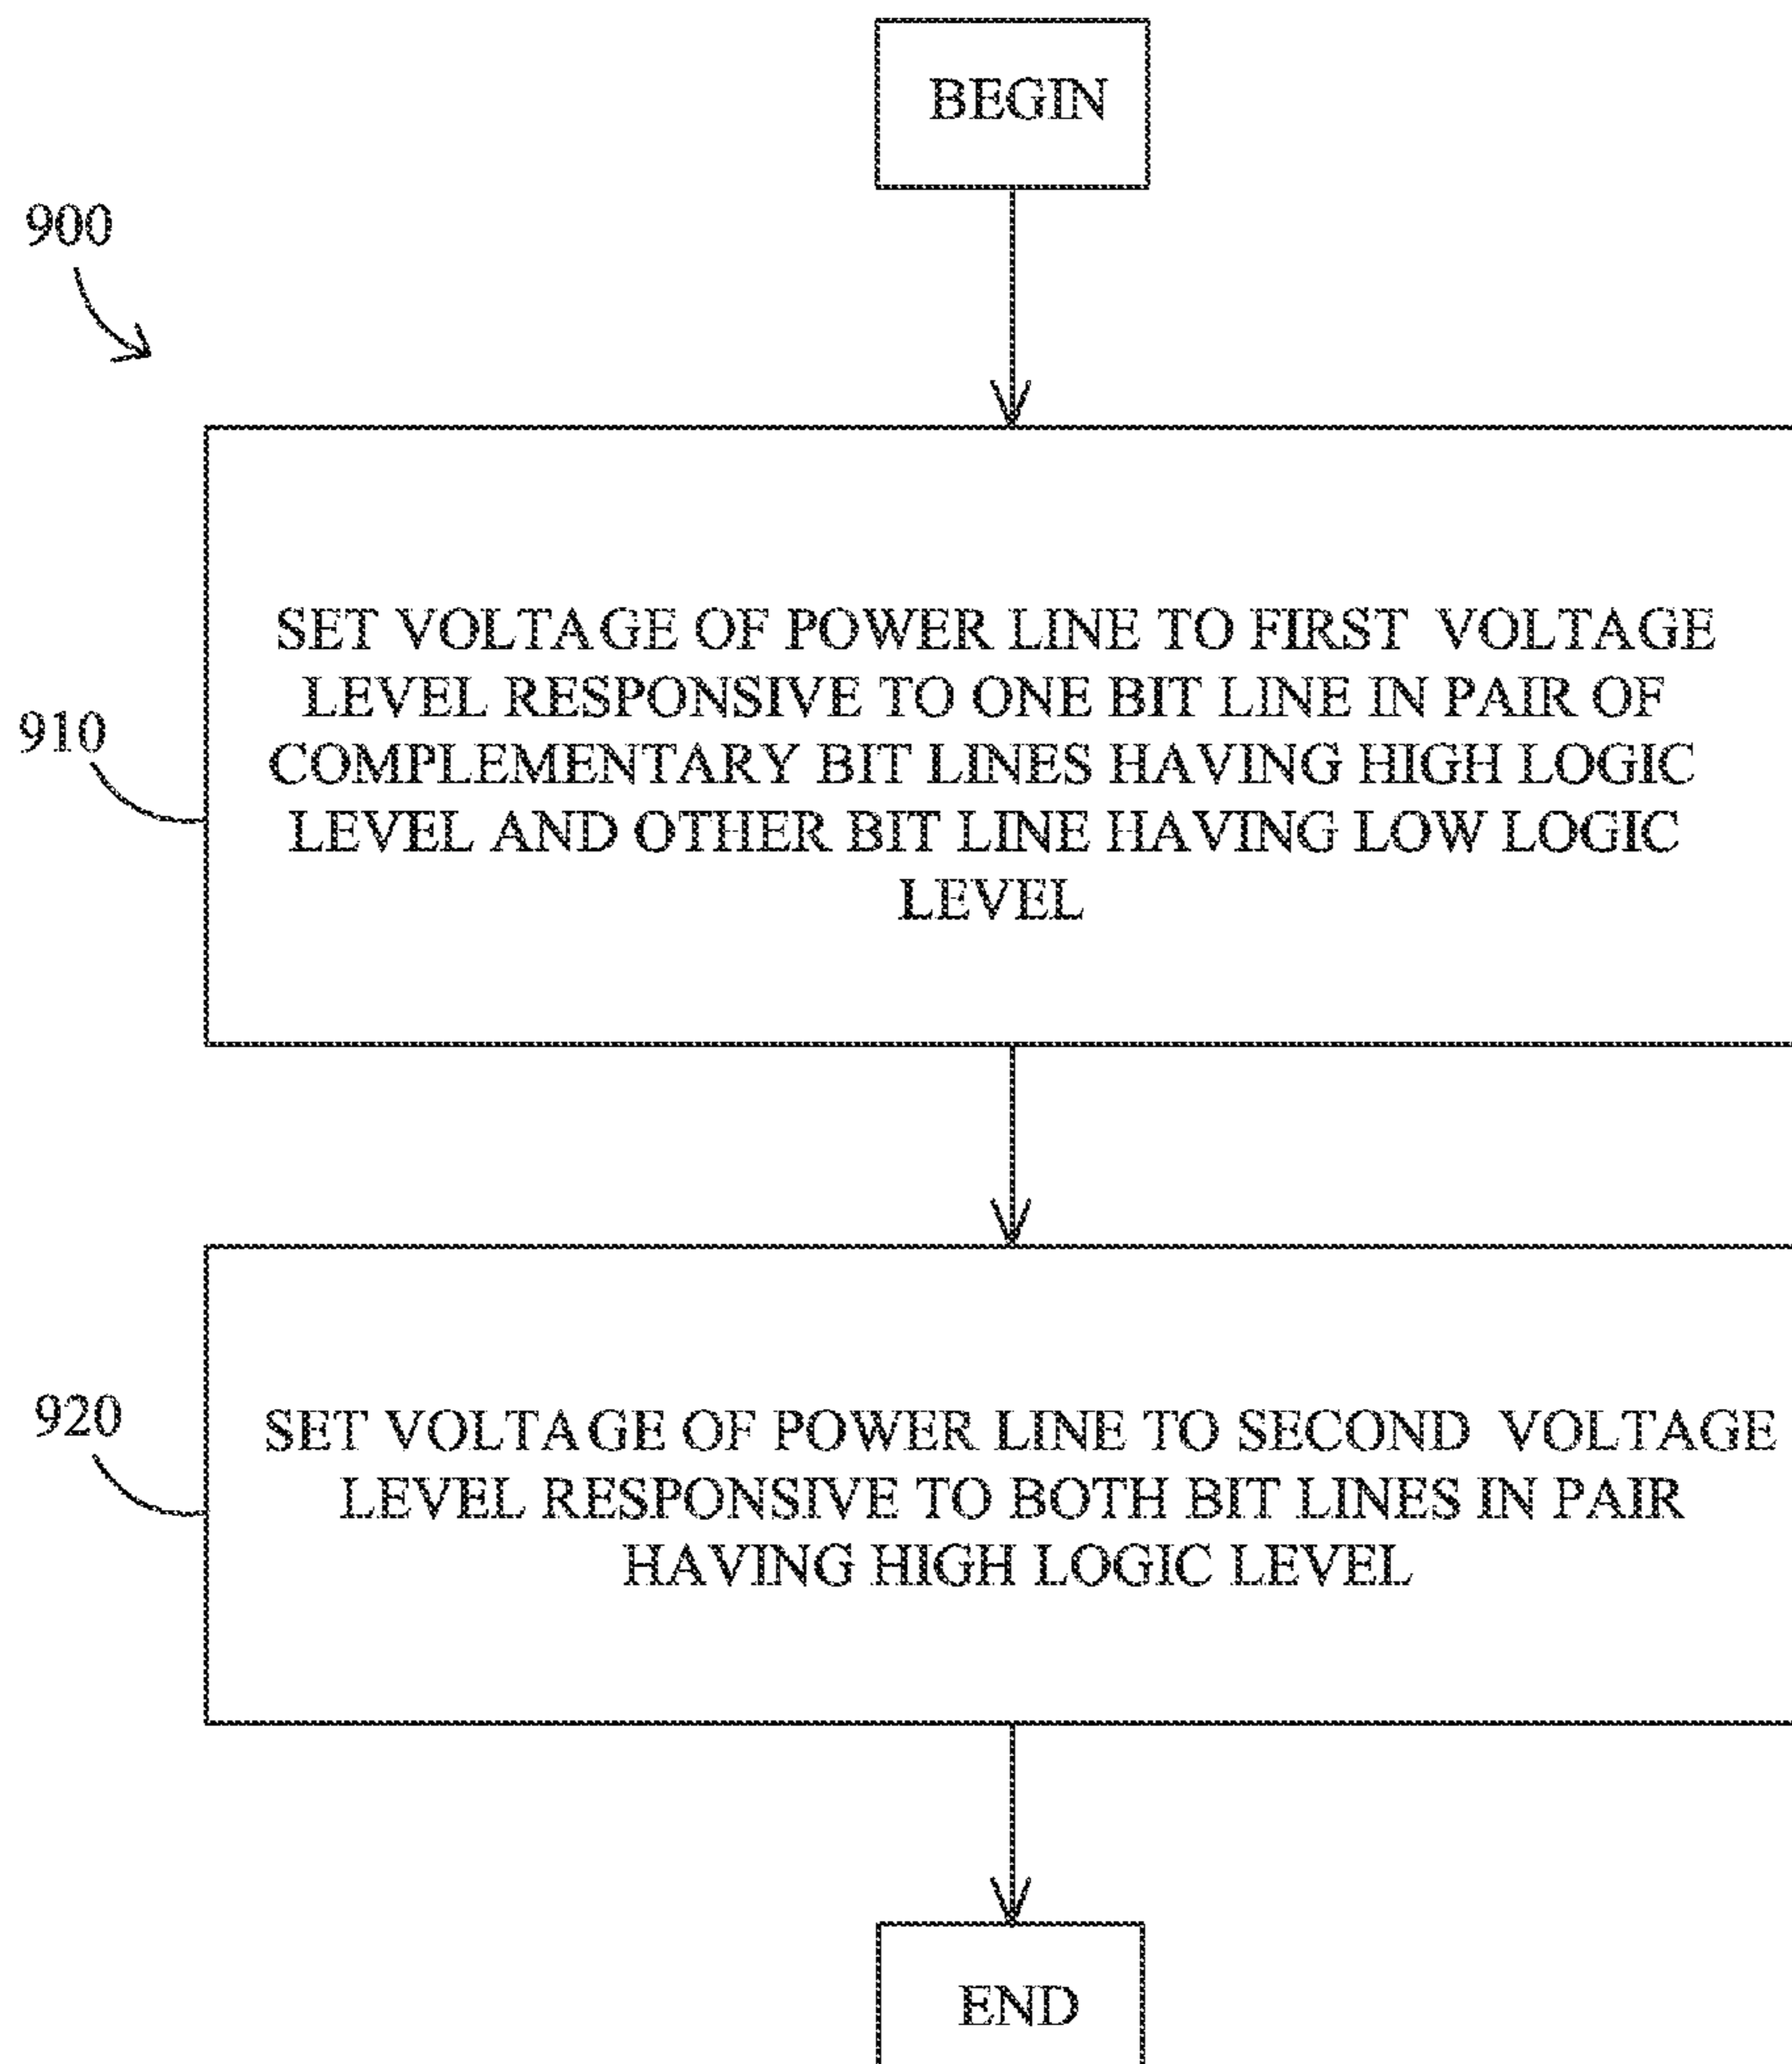 BEGIN
900
910
SET VOLTAGE OF POWER LINE TO FIRST VOLTAGE
LEVEL RESPONSIVE TO ONE BIT LINE IN PAIR OF
COMPLEMENTARY BIT LINES HAVING HIGH LOGIC
LEVEL AND OTHER BIT LINE HAVING LOW LOGIC
LEVEL
920
SET VOLTAGE OF POWER LINE TO SECOND VOLTAGE
LEVEL RESPONSIVE TO BOTH BIT LINES IN PAIR
HAVING HIGH LOGIC LEVEL
END